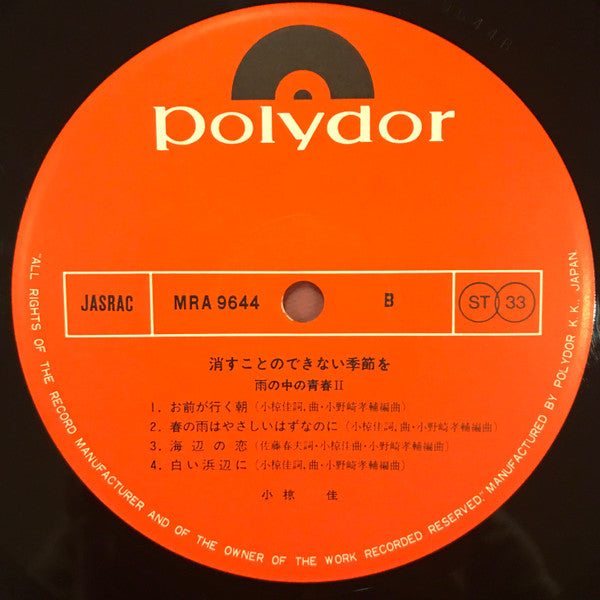 polydor
JASRAC MRA 9644 B ST 33
消すことのできない季節を
雨の中の青春II
1. お前が行く朝 (小椋佳詞,曲・小野崎孝輔編曲)
2. 春の雨はやさしいはずなのに (小椋佳詞,曲・小野崎孝輔編曲)
3. 海辺の恋 (佐藤春夫詞・小椋佳曲・小野崎孝輔編曲)
4. 白い浜辺に (小椋佳詞,曲・小野崎孝輔編曲)
小椋 佳
"ALL RIGHTS OF THE RECORD MANUFACTURER AND OF THE OWNER OF THE WORK RECORDED RESERVED." MANUFACTURED BY POLYDOR K.K., JAPAN